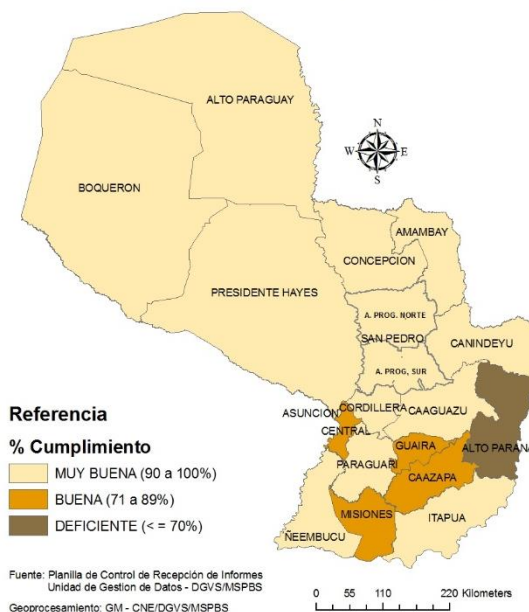 ALTO PARAGUAY
N
W
E
S
BOQUERON
AMAMBAY
CONCEPCION
PRESIDENTE HAYES
A. PROG. NORTE
SAN PEDRO
CANINDEYU
A. PROG, SUR
Referencia
% Cumplimiento
MUY BUENA (90 a 100%)
BUENA (71 a 89%)
DEFICIENTE (< = 70%)
ASUNCION
CORDILLERA
CAAGUAZU
CENTRAL
GUAIRA
ALTO PARANA
PARAGUARI
CAAZAPA
MISIONES
ITAPUA
ÑEEMBUCU
Fuente: Planilla de Control de Recepción de Informes
Unidad de Gestion de Datos - DGVS/MSPBS
Geoprocesamiento: GM - CNE/DGVS/MSPBS
0 55 110 220 Kilometers